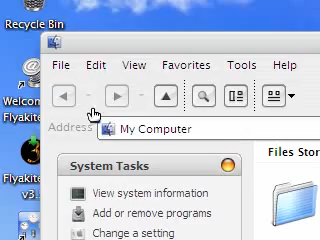 Recycle Bin
File Edit View Favorites Tools Help
Welcom
Flyakite
Address My Computer
System Tasks
Files Stor
View system information
Flyakite
Add or remove programs
v3.
Change a setting